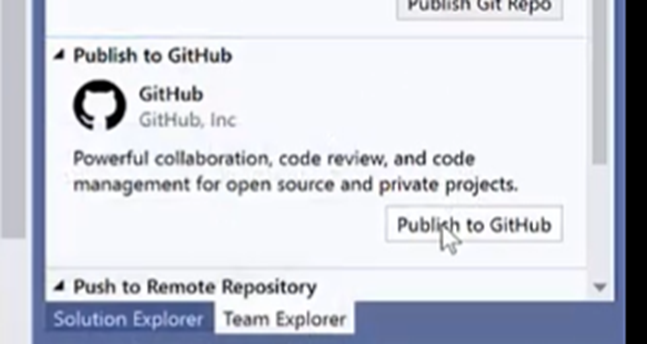 Publish Git Repo
Publish to GitHub
GitHub
GitHub, Inc
Powerful collaboration, code review, and code
management for open source and private projects.
Publish to GitHub
Push to Remote Repository
Solution Explorer
Team Explorer